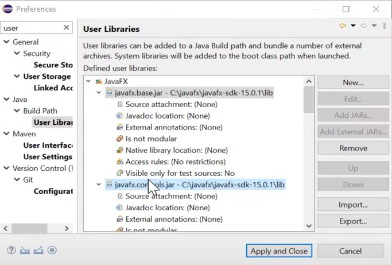 Preferences
user
General
Security
Secure Sto
User Storage
Linked Acc
Java
Build Path
User Librar
Maven
User Interfac
User Settings
Version Control (T
Git
Configurat
User Libraries
User libraries can be added to a Java Build path and bundle a number of external
archives. System libraries will be added to the boot class path when launched.
Defined user libraries:
JavaFX
javafx.base.jar - C:\javafx\javafx-sdk-15.0.1\lib
Source attachment: (None)
Javadoc location: (None)
External annotations: (None)
Is not modular
Native library location: (None)
Access rules: (No restrictions)
Visible only for test sources: No
javafx.controls.jar - C:\javafx\javafx-sdk-15.0.1\lib
Source attachment: (None)
Javadoc location: (None)
External annotations: (None)
Is not modular
New...
Edit...
Add JARs...
Add External JARs...
Remove
Up
Down
Import...
Export...
Apply and Close
Cancel